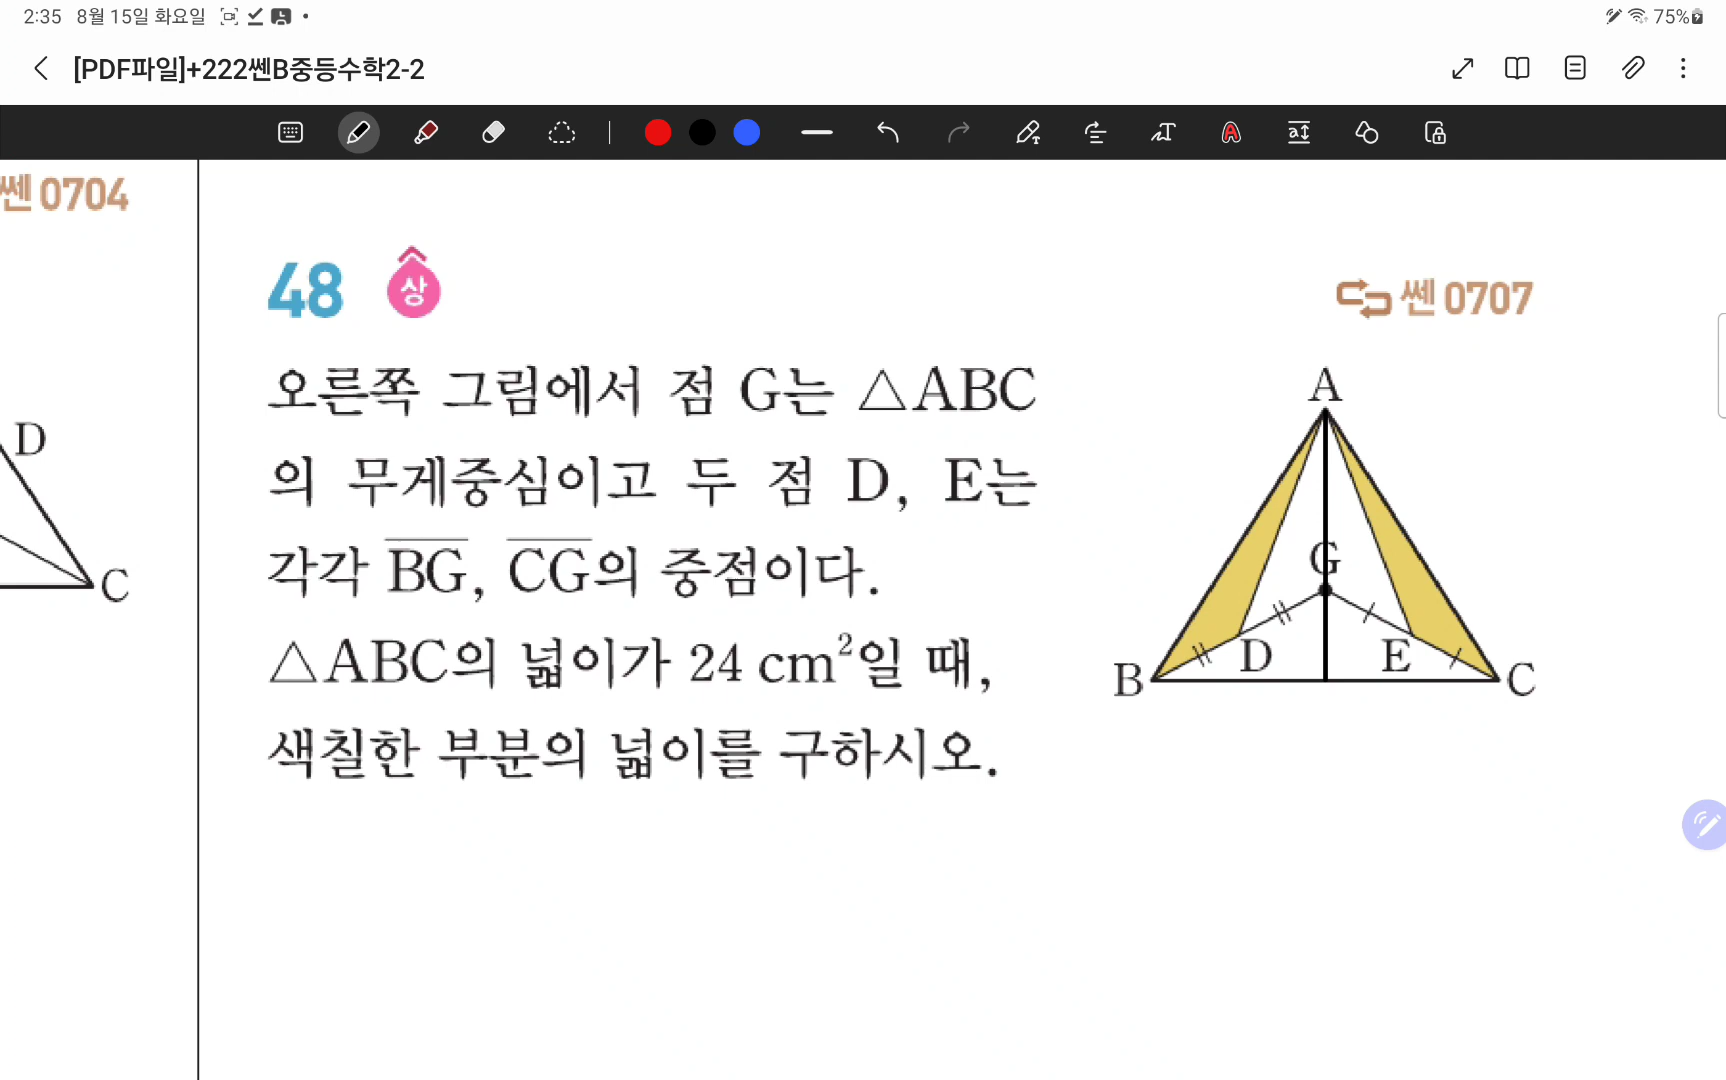 2:35 8월 15일 화요일
75%
[PDF파일]+222쎈B중등수학2-2
쎈 0704
D
C
48 상
쎈 0707
오른쪽 그림에서 점 G는 △ABC
의 무게중심이고 두 점 D, E는
각각 B̅G̅, C̅G̅의 중점이다.
△ABC의 넓이가 24 cm²일 때,
색칠한 부분의 넓이를 구하시오.
A
G
B D E C